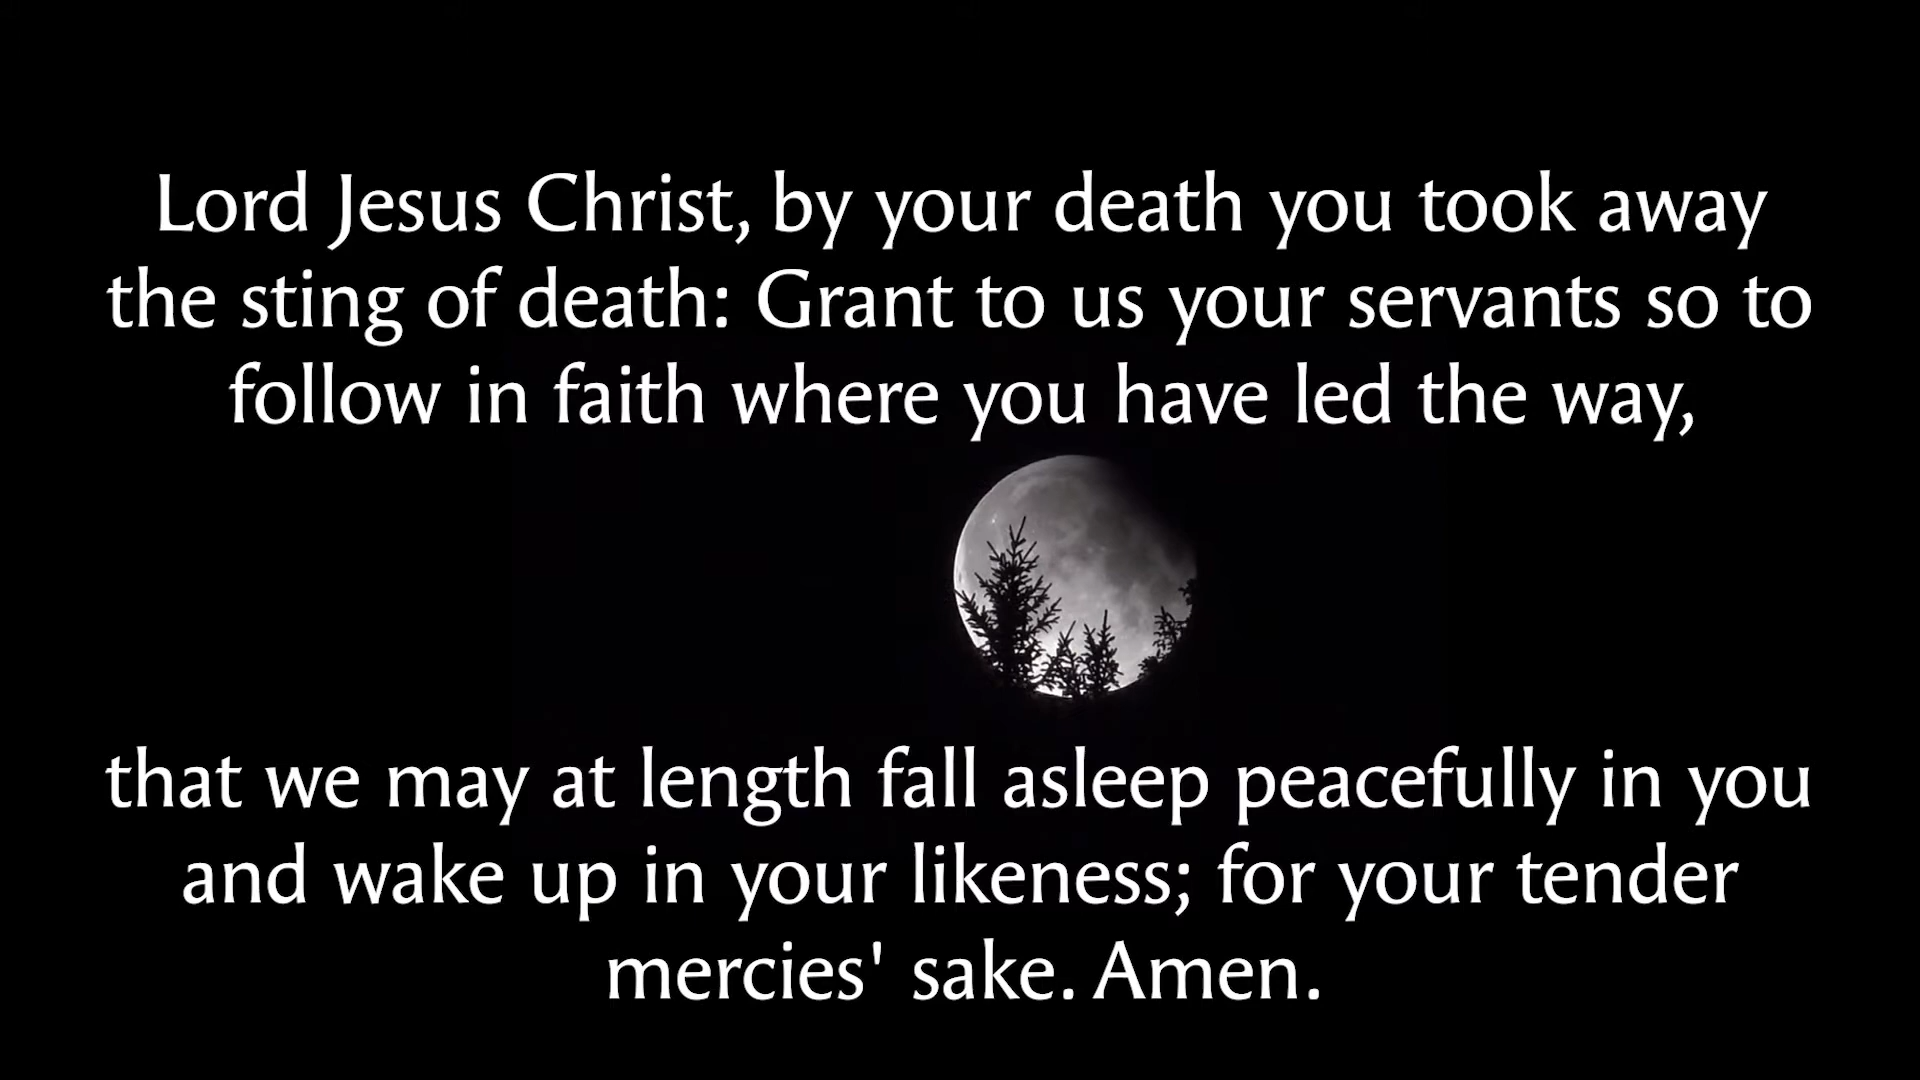 Lord Jesus Christ, by your death you took away
the sting of death: Grant to us your servants so to
follow in faith where you have led the way,
that we may at length fall asleep peacefully in you
and wake up in your likeness; for your tender
mercies' sake. Amen.